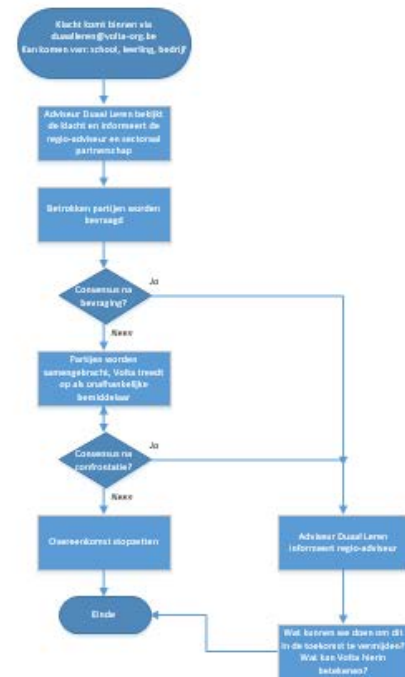 Klacht komt binnen via
duaalleren@volta-org.be
Kan komen van: school, leerling, bedrijf
Adviseur Duaal Leren bekijkt
de klacht en informeert de
regio-adviseur en sectoraal
partnerschap
Betrokken partijen worden
bevraagd
Consensus na
bevraging?
Ja
Neen
Partijen worden
samengebracht, Volta treedt
op als onafhankelijke
bemiddelaar
Consensus na
confrontatie?
Ja
Neen
Overeenkomst stopzetten
Adviseur Duaal Leren
informeert regio-adviseur
Einde
Wat kunnen we doen om dit
in de toekomst te vermijden?
Wat kan Volta hierin
betekenen?